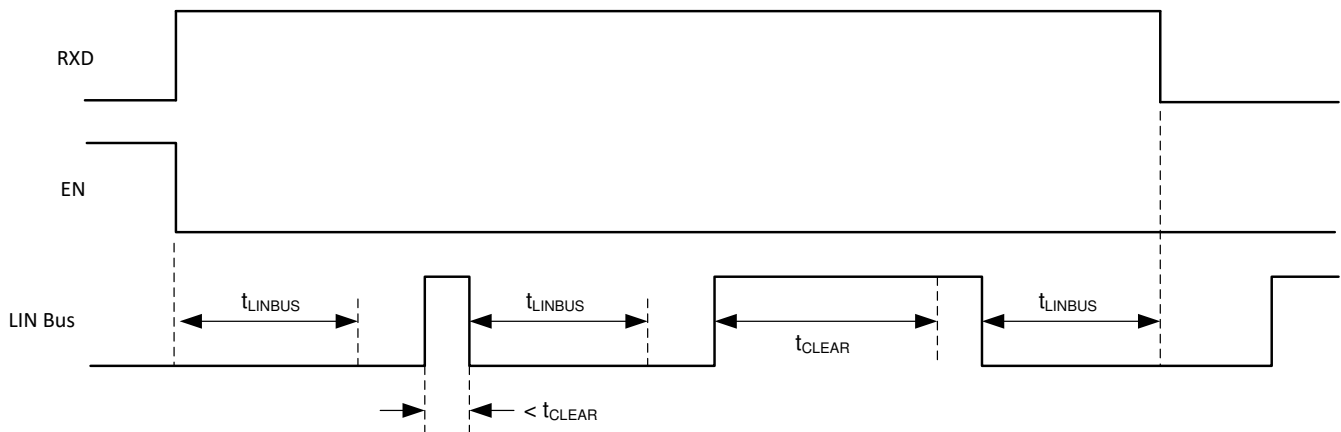 RXD
EN
LIN Bus
tLINBUS
tLINBUS
tCLEAR
tLINBUS
< tCLEAR